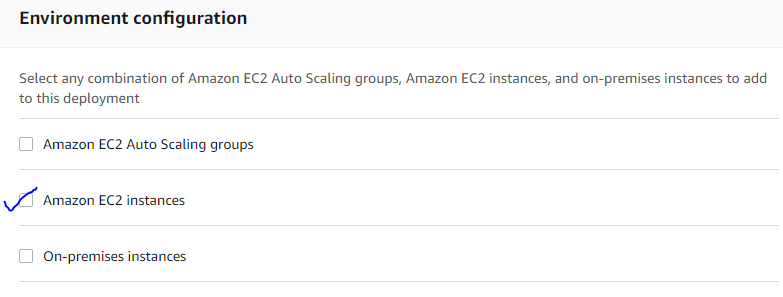 Environment configuration
Select any combination of Amazon EC2 Auto Scaling groups, Amazon EC2 instances, and on-premises instances to add
to this deployment
Amazon EC2 Auto Scaling groups
Amazon EC2 instances
On-premises instances